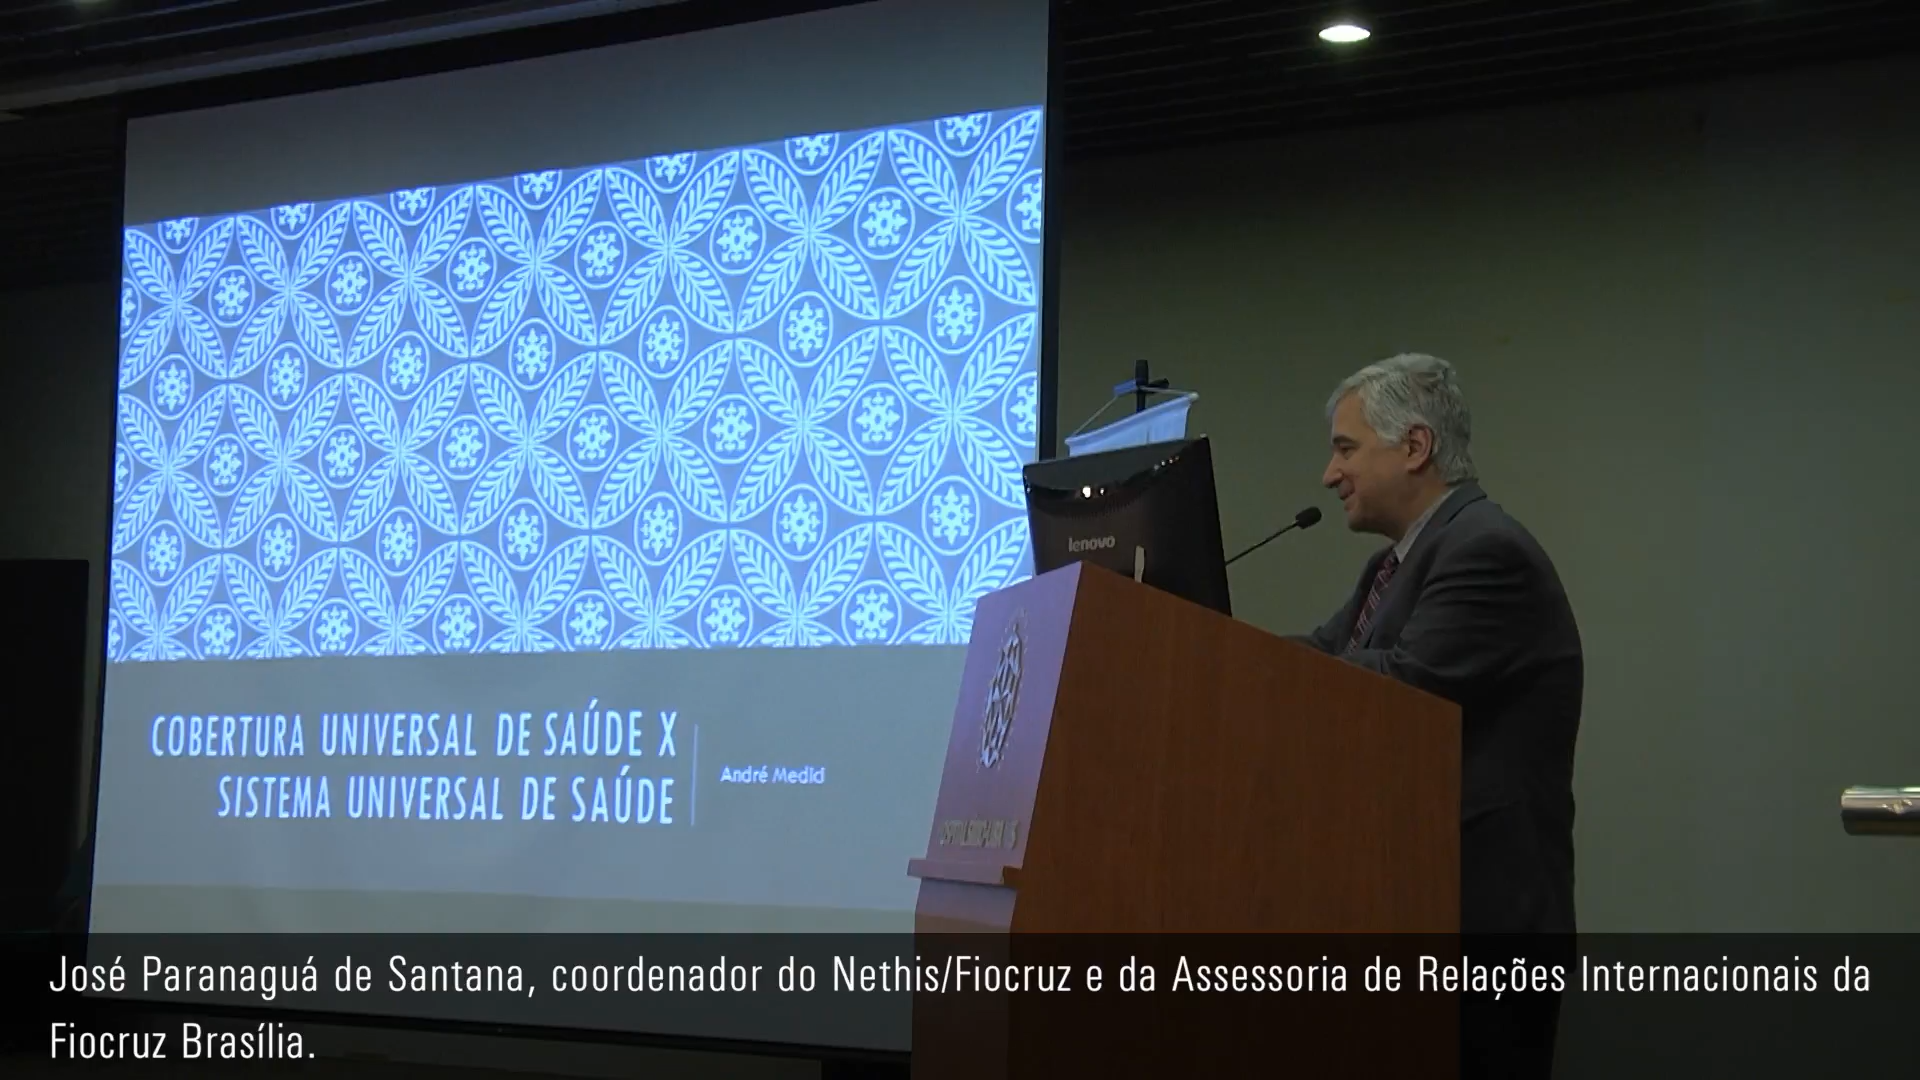 COBERTURA UNIVERSAL DE SAÚDE X
SISTEMA UNIVERSAL DE SAÚDE
André Medici
lenovo
José Paranaguá de Santana, coordenador do Nethis/Fiocruz e da Assessoria de Relações Internacionais da
Fiocruz Brasília.